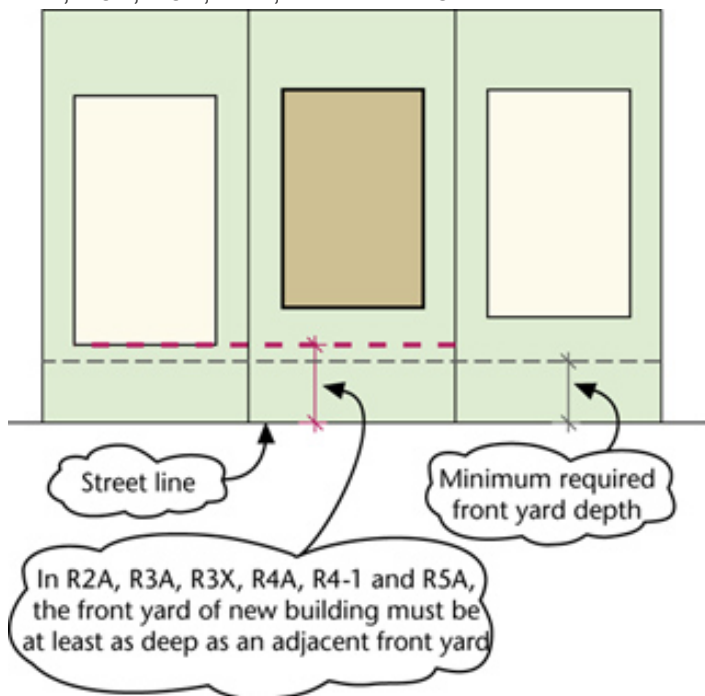 Street line
Minimum required
front yard depth
In R2A, R3A, R3X, R4A, R4-1 and R5A,
the front yard of new building must be
at least as deep as an adjacent front yard